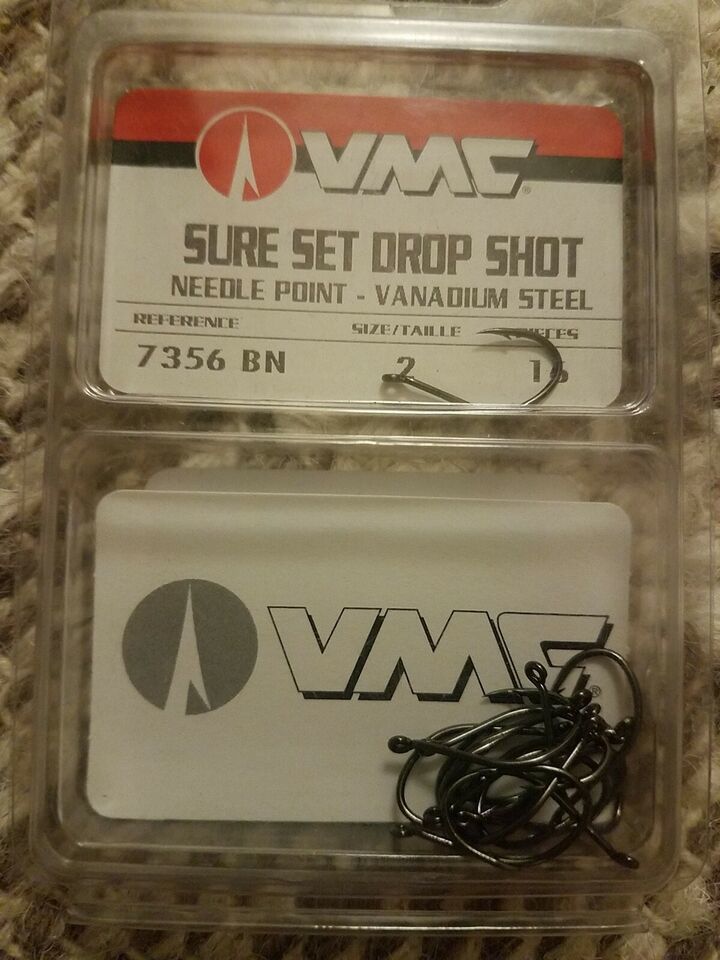 VMC®
SURE SET DROP SHOT
NEEDLE POINT - VANADIUM STEEL
REFERENCE SIZE/TAILLE
7356 BN 2
VMC®